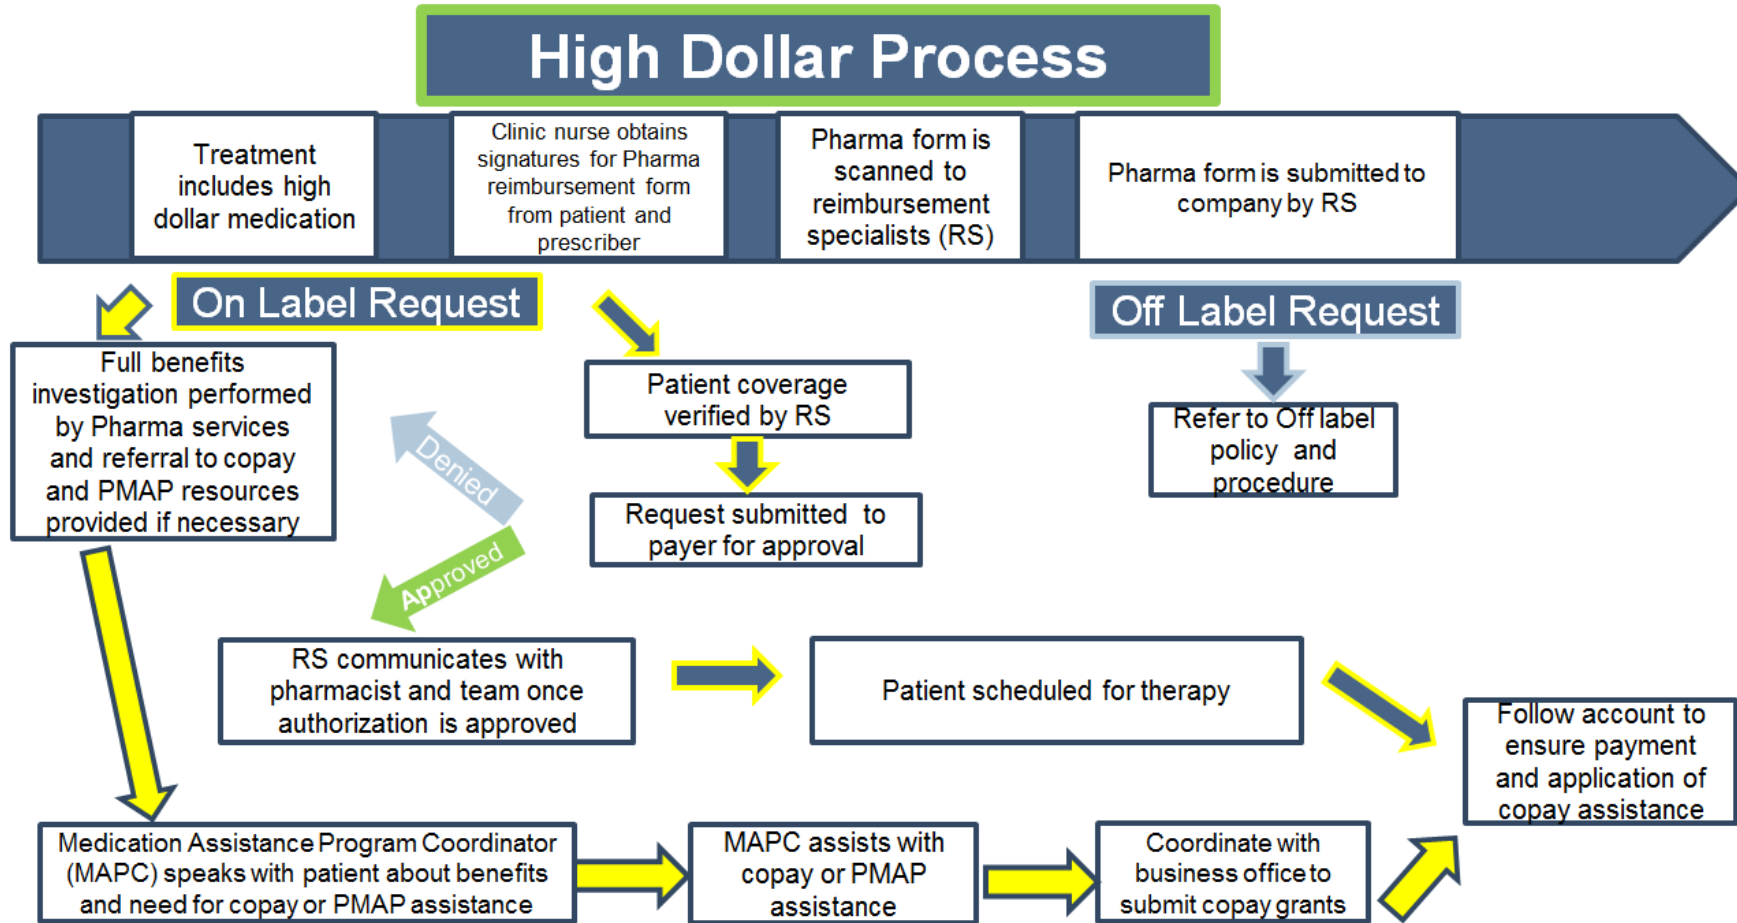 High Dollar Process
Treatment
includes high
dollar medication
Clinic nurse obtains
signatures for Pharma
reimbursement form
from patient and
prescriber
Pharma form is
scanned to
reimbursement
specialists (RS)
Pharma form is submitted to
company by RS
On Label Request
Off Label Request
Full benefits
investigation performed
by Pharma services
and referral to copay
and PMAP resources
provided if necessary
Patient coverage
verified by RS
Refer to Off label
policy and
procedure
Denied
Request submitted to
payer for approval
Approved
RS communicates with
pharmacist and team once
authorization is approved
Patient scheduled for therapy
Follow account to
ensure payment
and application of
copay assistance
Medication Assistance Program Coordinator
(MAPC) speaks with patient about benefits
and need for copay or PMAP assistance
MAPC assists with
copay or PMAP
assistance
Coordinate with
business office to
submit copay grants